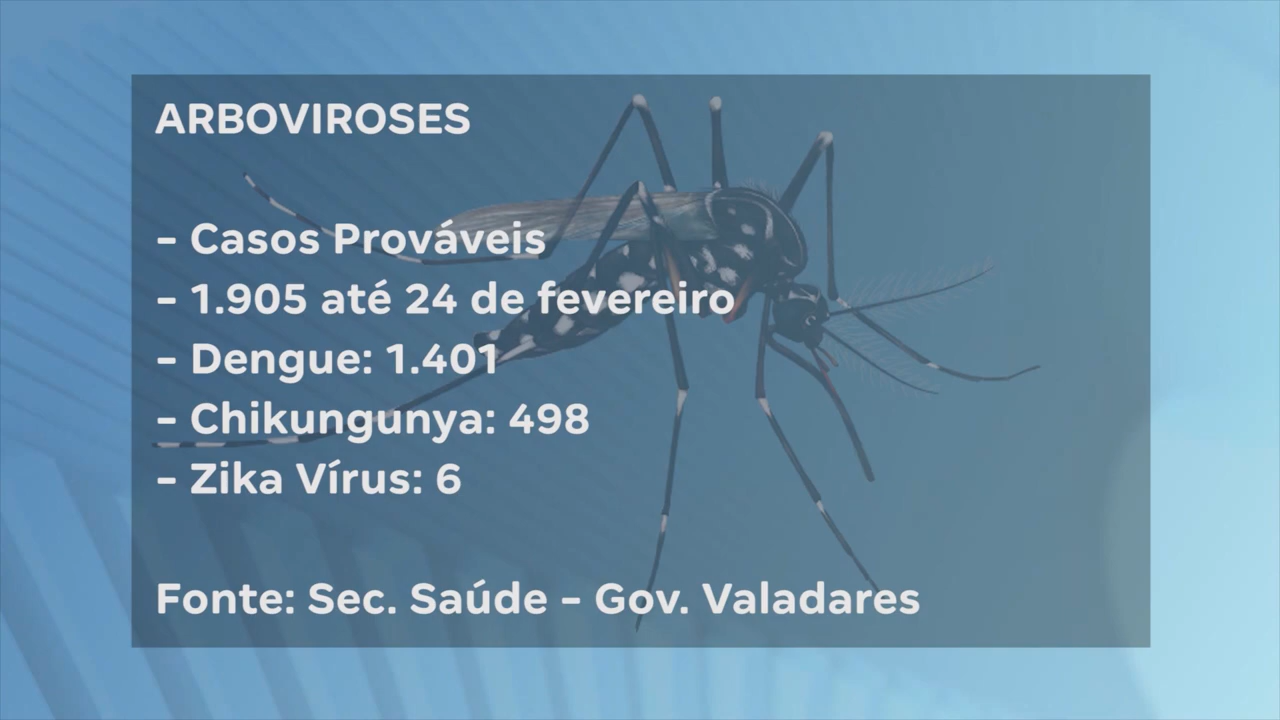 ARBOVIROSES
- Casos Prováveis
- 1.905 até 24 de fevereiro
- Dengue: 1.401
- Chikungunya: 498
- Zika Vírus: 6
Fonte: Sec. Saúde - Gov. Valadares